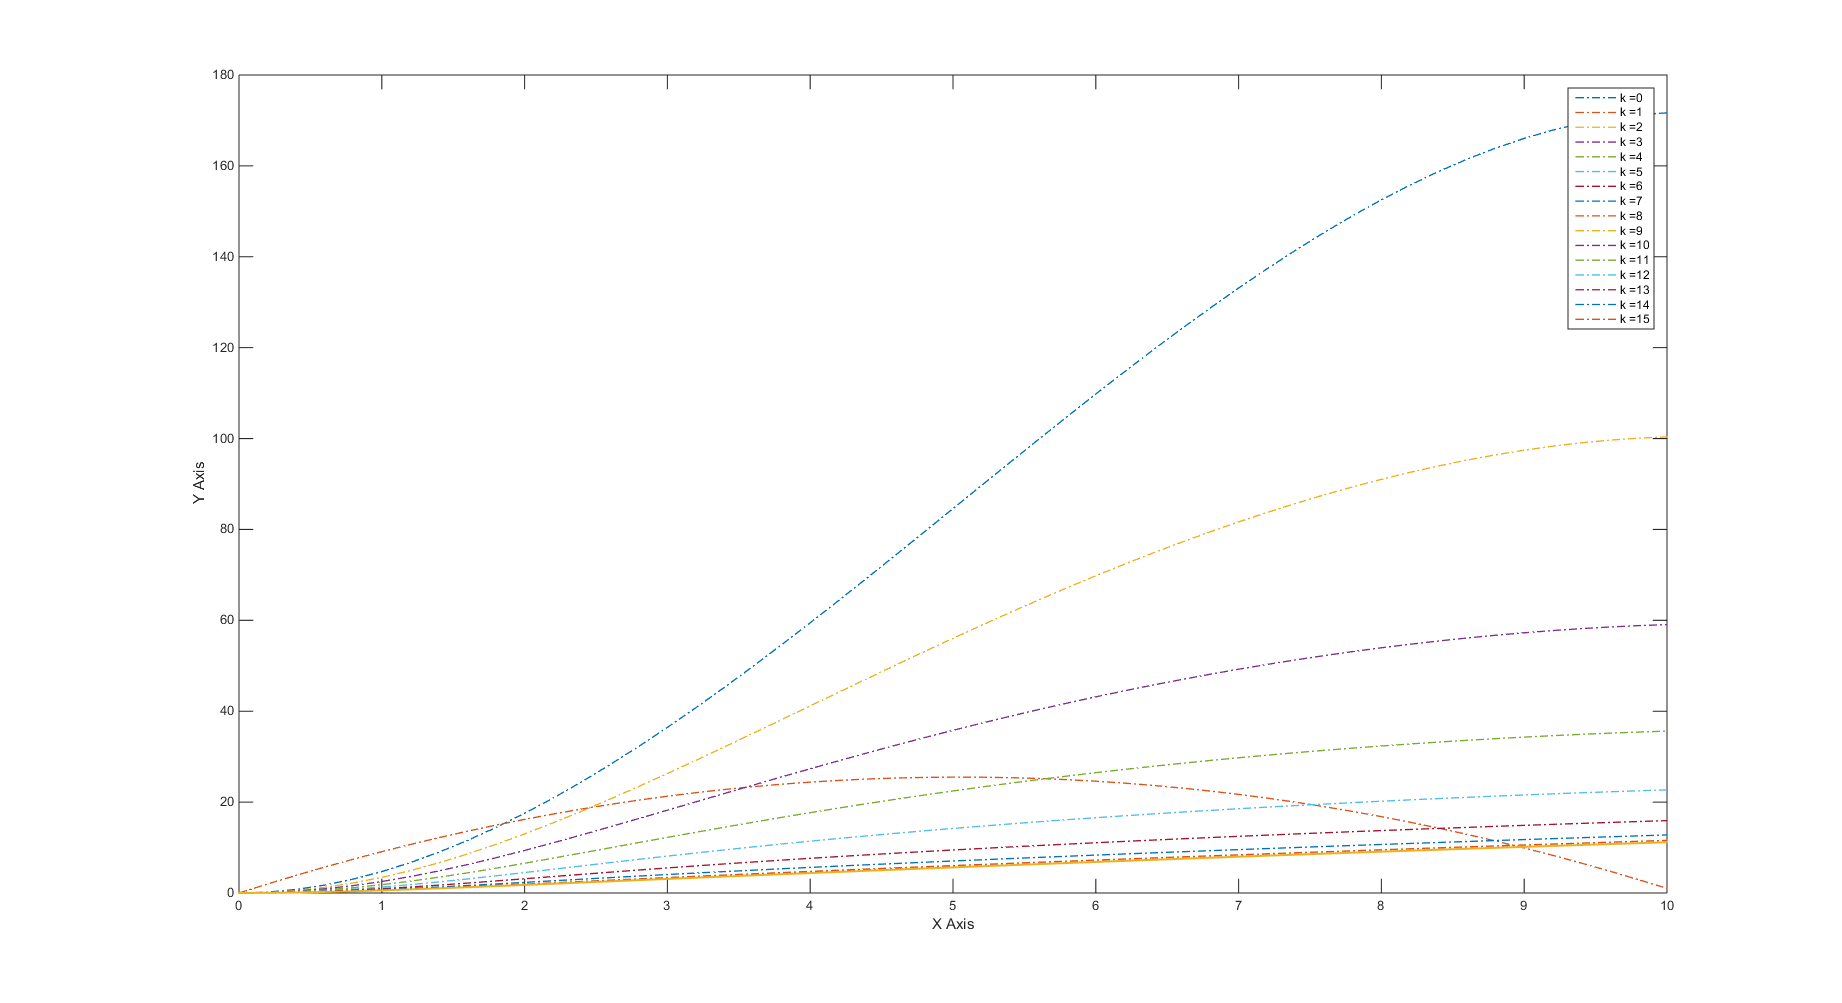 180
160
140
120
100
80
60
40
20
0
Y Axis
k =0
k =1
k =2
k =3
k =4
k =5
k =6
k =7
k =8
k =9
k =10
k =11
k =12
k =13
k =14
k =15
0 1 2 3 4 5 6 7 8 9 10
X Axis